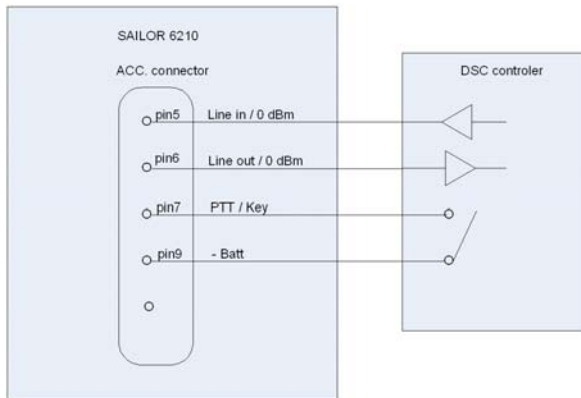 SAILOR 6210
ACC. connector
DSC controler
pin5 Line in / 0 dBm
pin6 Line out / 0 dBm
pin7 PTT / Key
pin9 - Batt